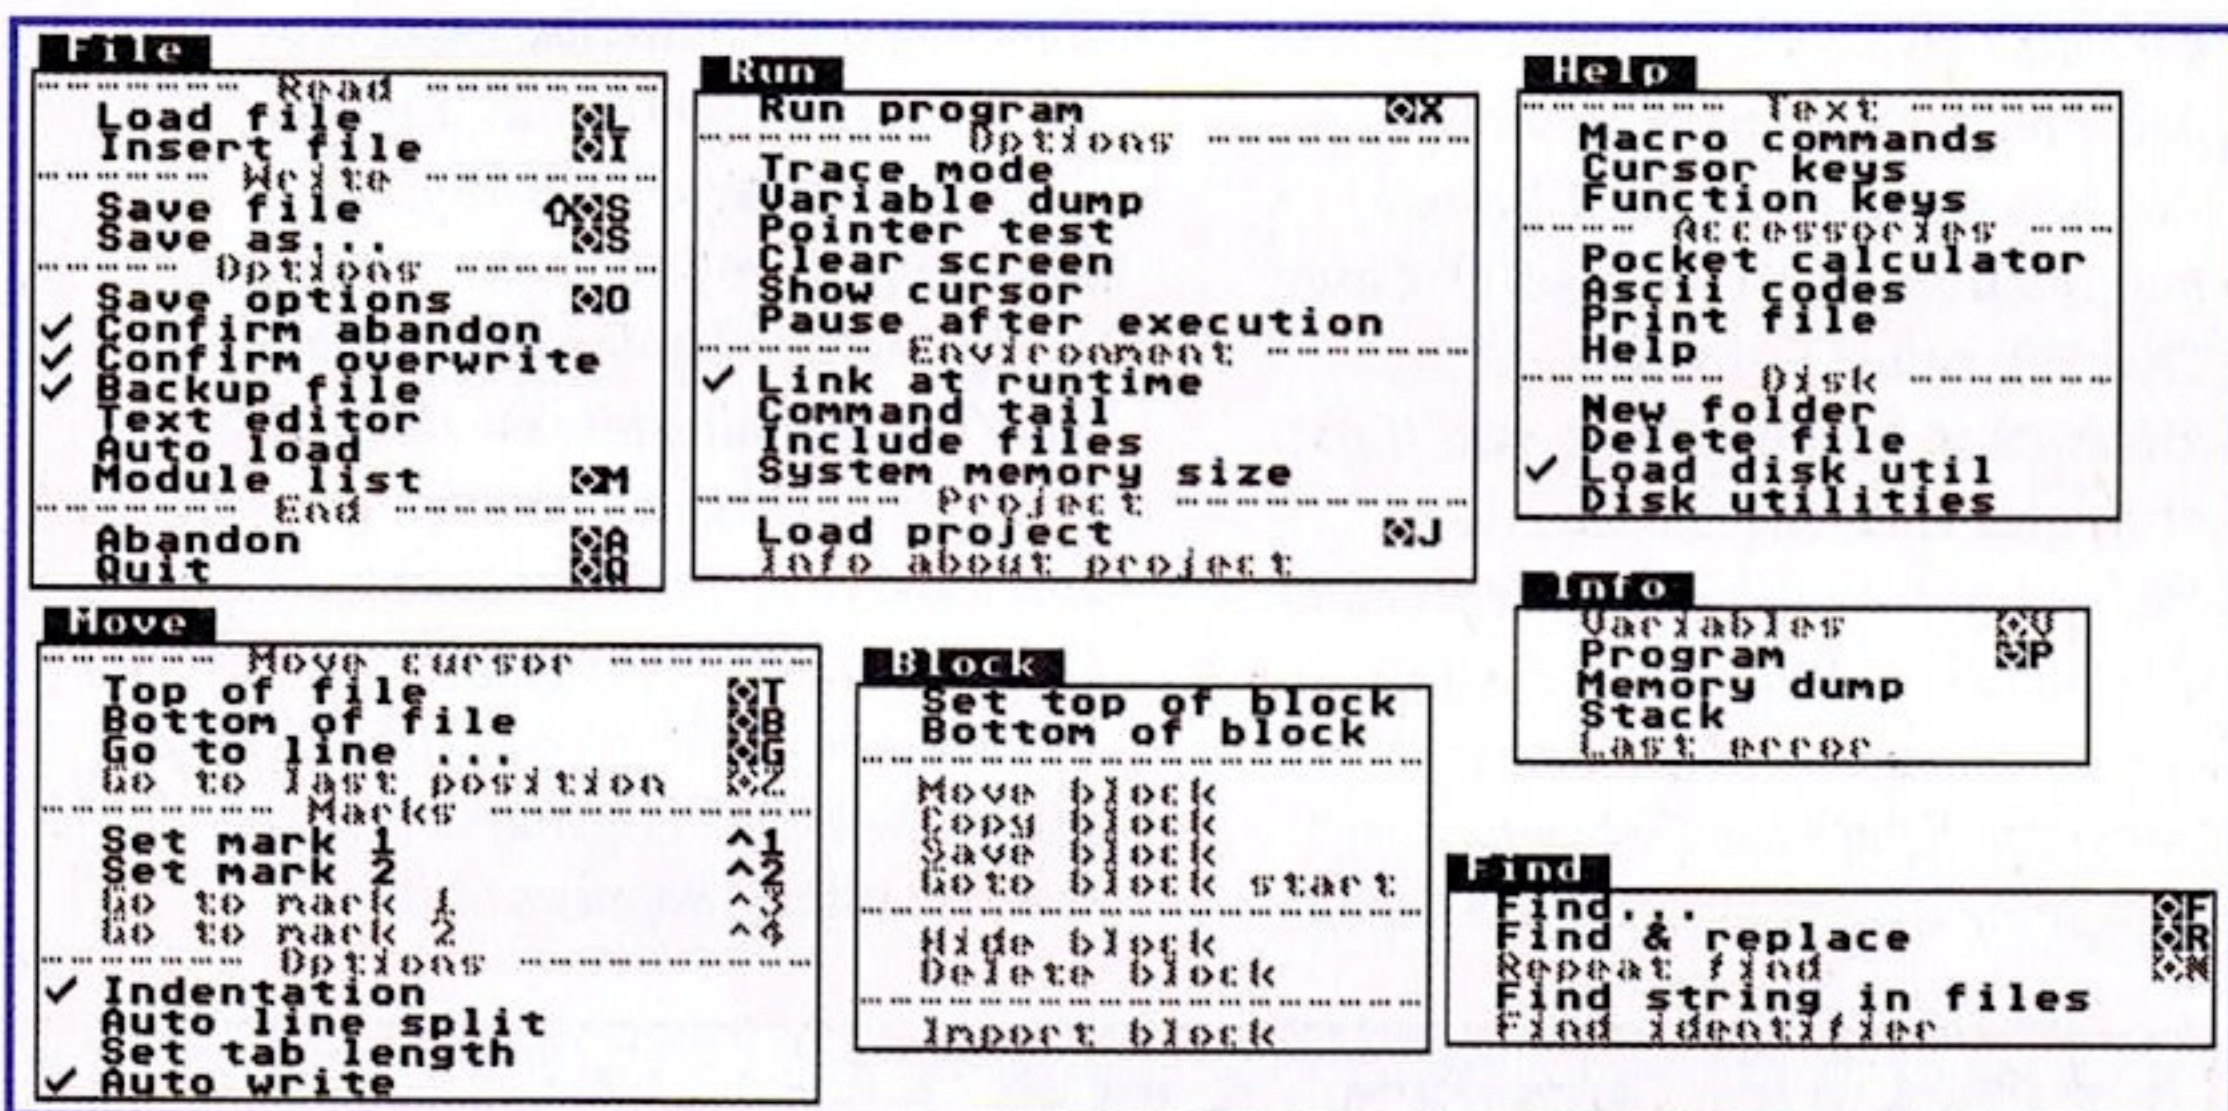 File
Read
Load file ◇L
Insert file ◇I
Write
Save file ⇧◇S
Save as... ◇S
Options
Save options ◇O
✓ Confirm abandon
✓ Confirm overwrite
✓ Backup file
Text editor
Auto load
Module list ◇M
End
Abandon ◇A
Quit ◇Q
Run
Run program ◇X
Options
Trace mode
Variable dump
Pointer test
Clear screen
Show cursor
Pause after execution
Environment
✓ Link at runtime
Command tail
Include files
System memory size
Project
Load project ◇J
Info about project
Help
Text
Macro commands
Cursor keys
Function keys
Accessories
Pocket calculator
Ascii codes
Print file
Help
Disk
New folder
Delete file
✓ Load disk util
Disk utilities
Info
Variables ◇V
Program ◇P
Memory dump
Stack
Last error
Move
Move cursor
Top of file ◇T
Bottom of file ◇B
Go to line ... ◇G
Go to last position ◇Z
Marks
Set mark 1 ^1
Set mark 2 ^2
Go to mark 1 ^3
Go to mark 2 ^4
Options
✓ Indentation
Auto line split
Set tab length
✓ Auto write
Block
Set top of block
Bottom of block
Move block
Copy block
Save block
Goto block start
Hide block
Delete block
Import block
Find
Find... ◇F
Find & replace ◇R
Repeat find ◇N
Find string in files
Find identifier